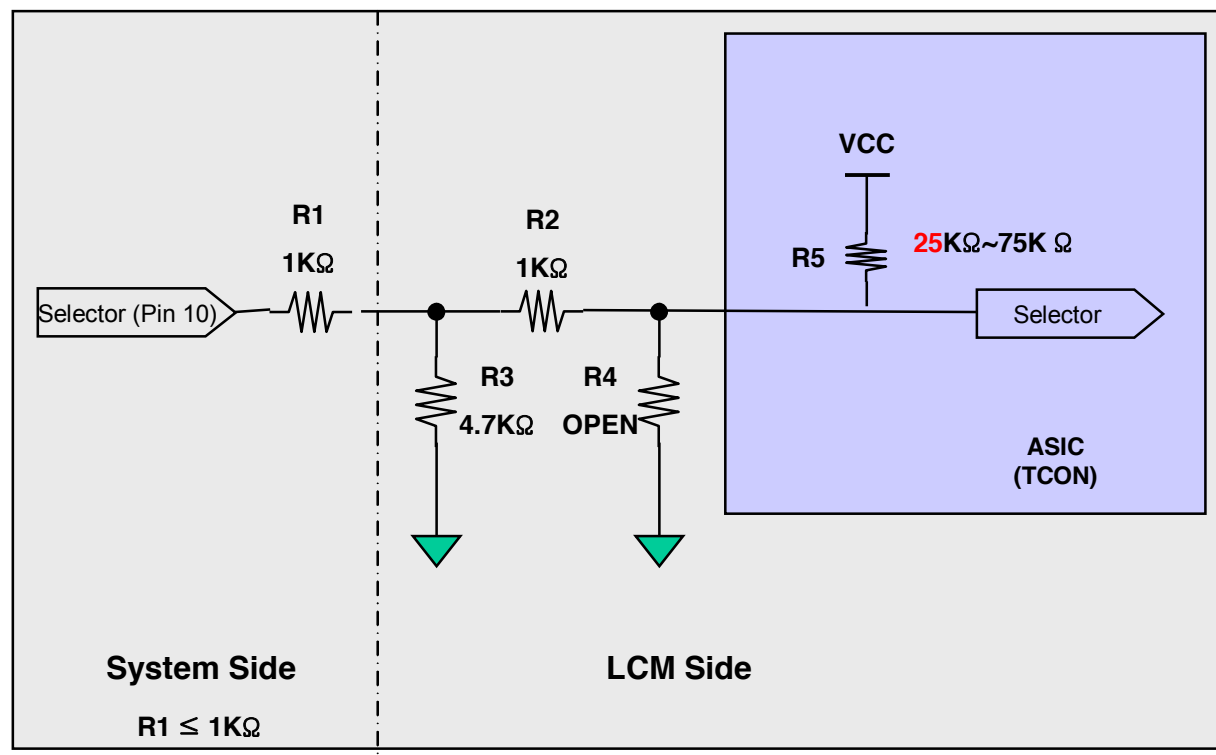 VCC
R1
1KΩ
R2
1KΩ
R5
25KΩ~75K Ω
Selector (Pin 10)
Selector
R3
4.7KΩ
R4
OPEN
ASIC
(TCON)
System Side
R1 ≤ 1KΩ
LCM Side